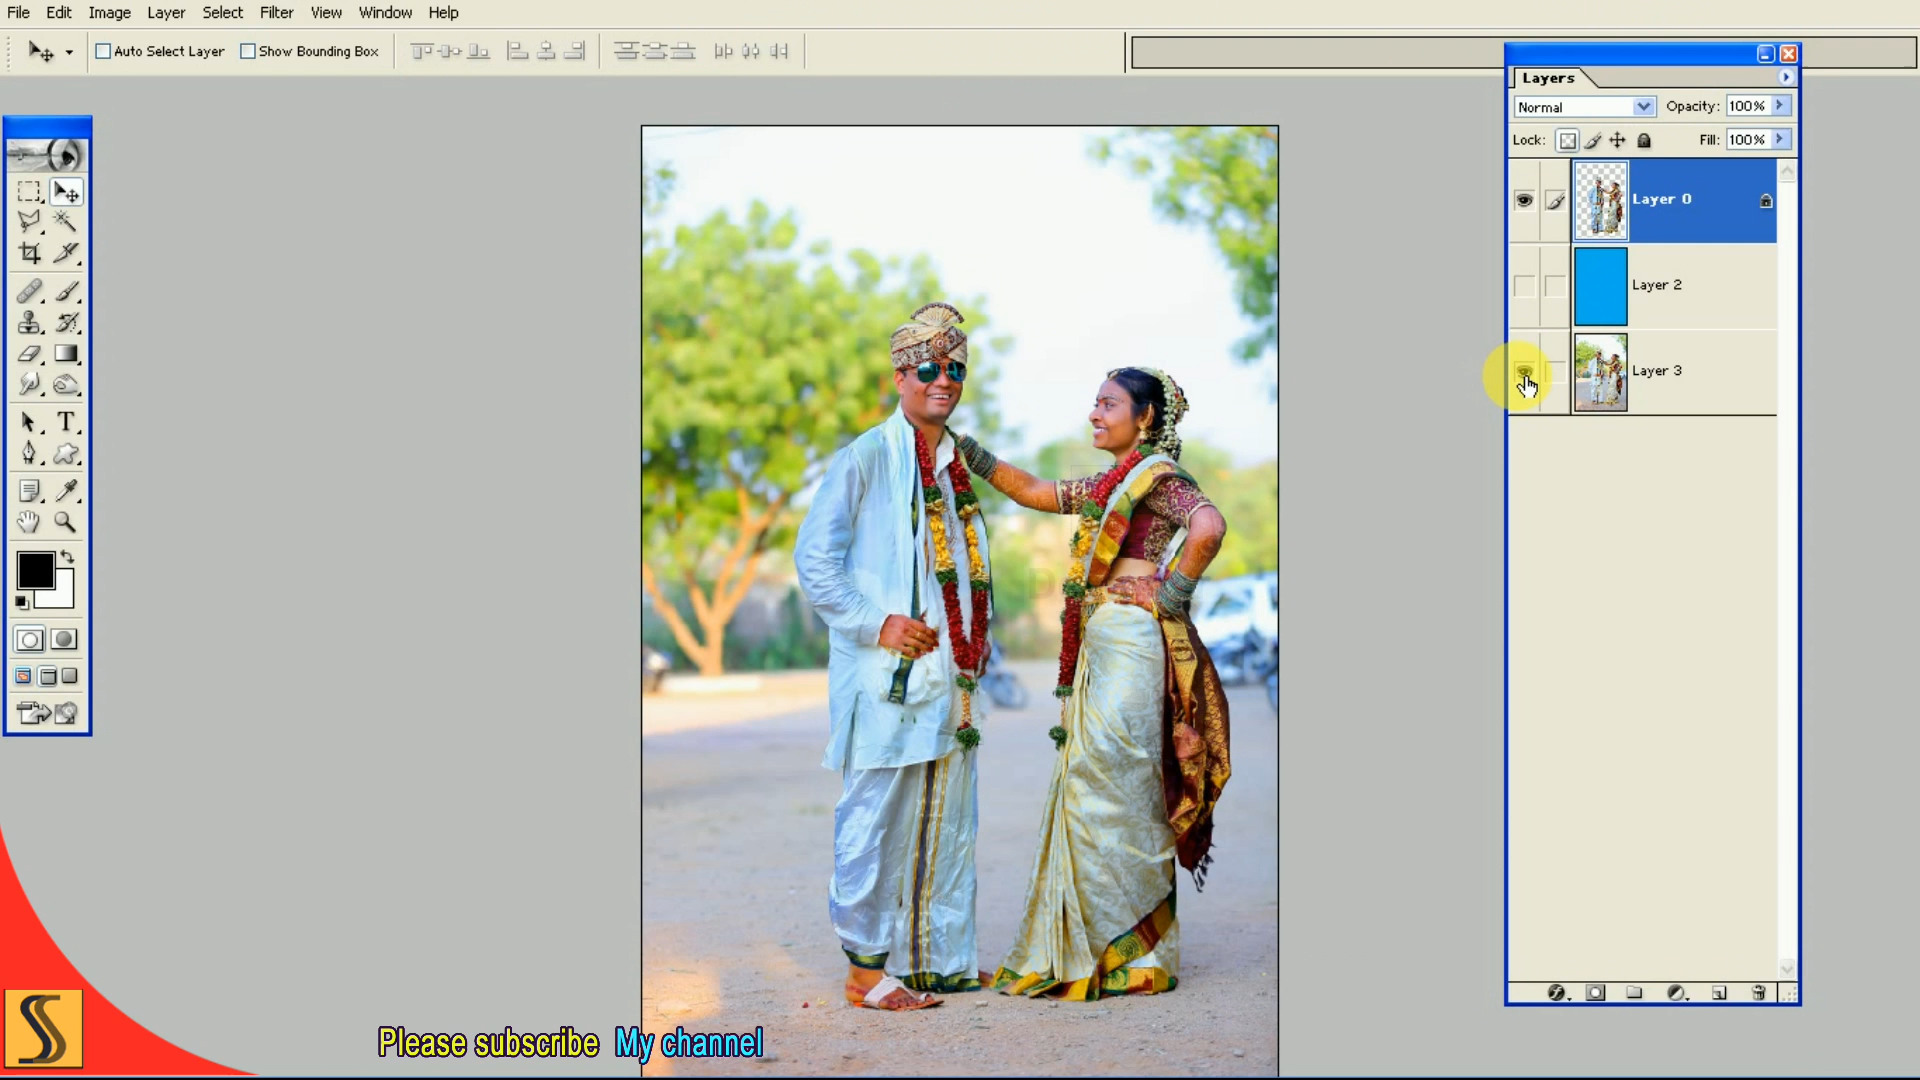 File Edit Image Layer Select Filter View Window Help
Auto Select Layer Show Bounding Box
Layers
Normal Opacity: 100%
Lock: Fill: 100%
Layer 0
Layer 2
Layer 3
T
D
S
Please subscribe My channel